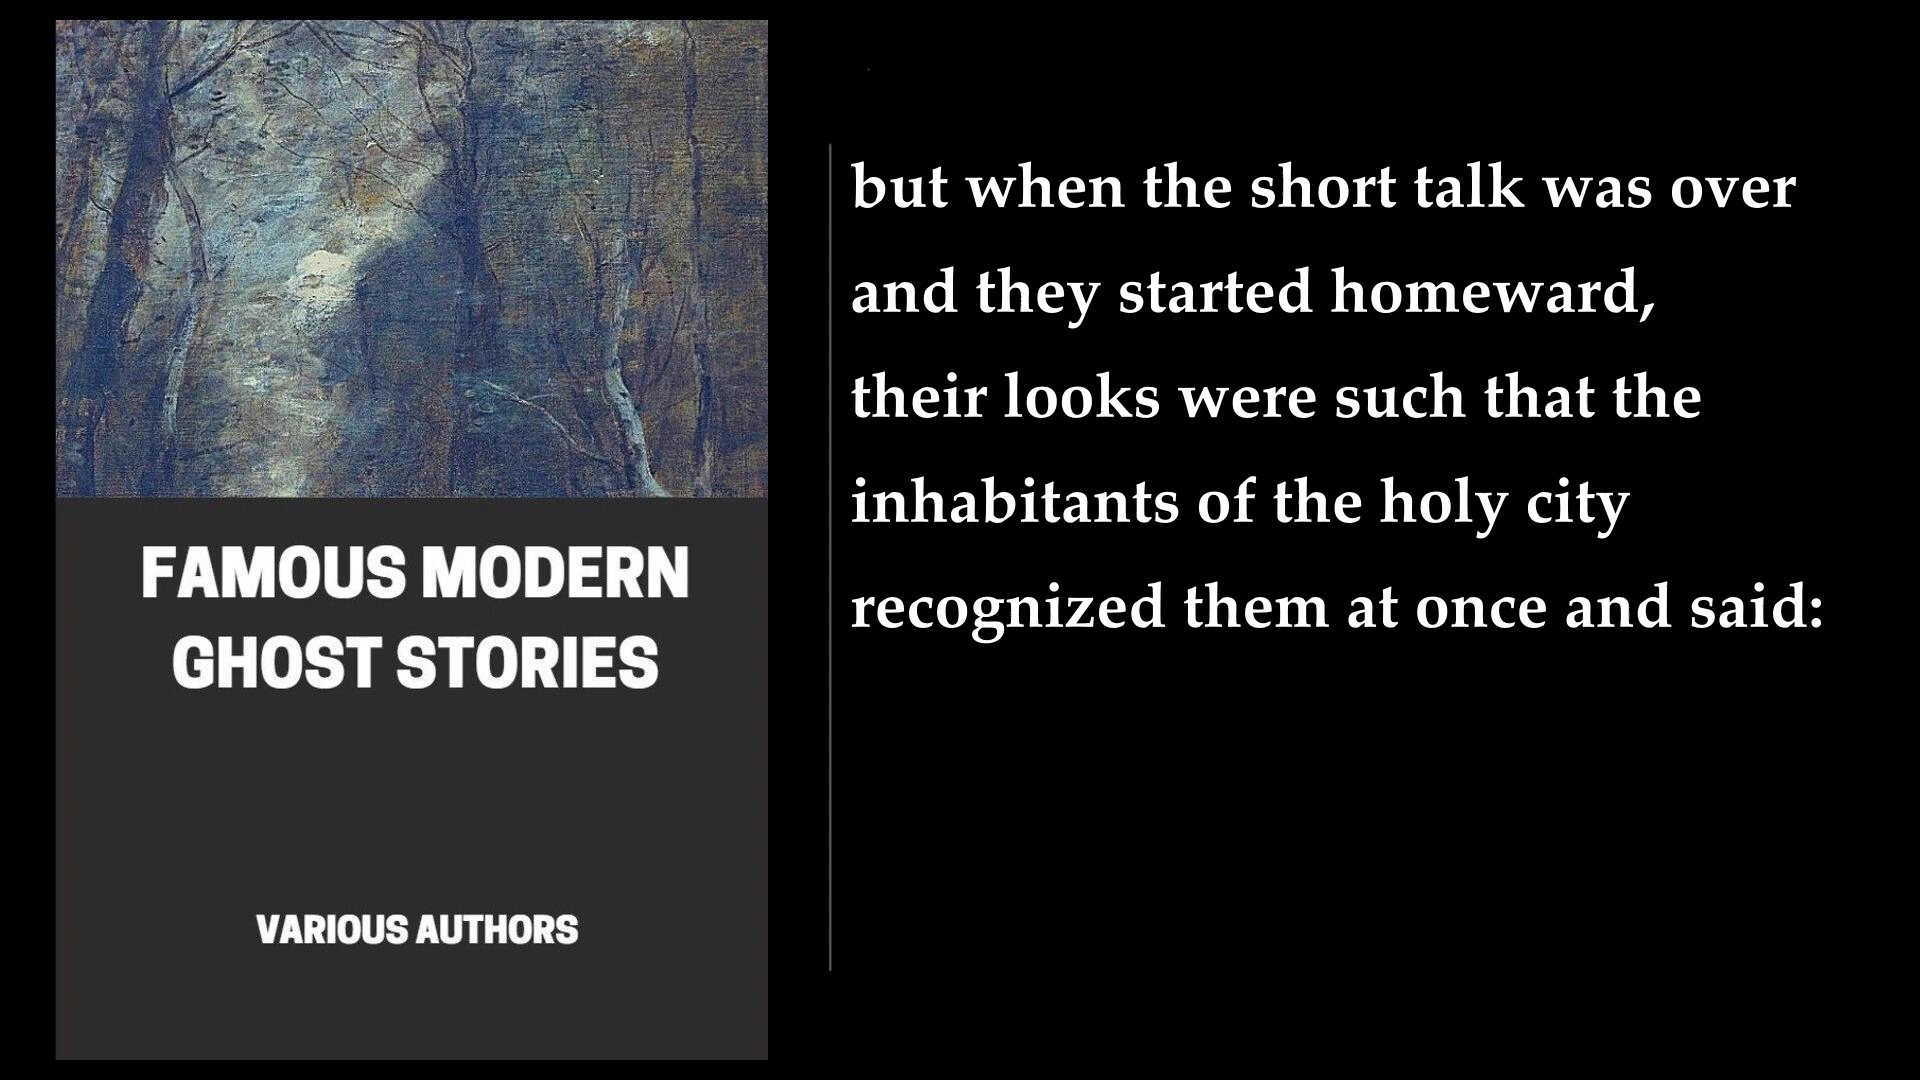 FAMOUS MODERN
GHOST STORIES
VARIOUS AUTHORS
but when the short talk was over
and they started homeward,
their looks were such that the
inhabitants of the holy city
recognized them at once and said: